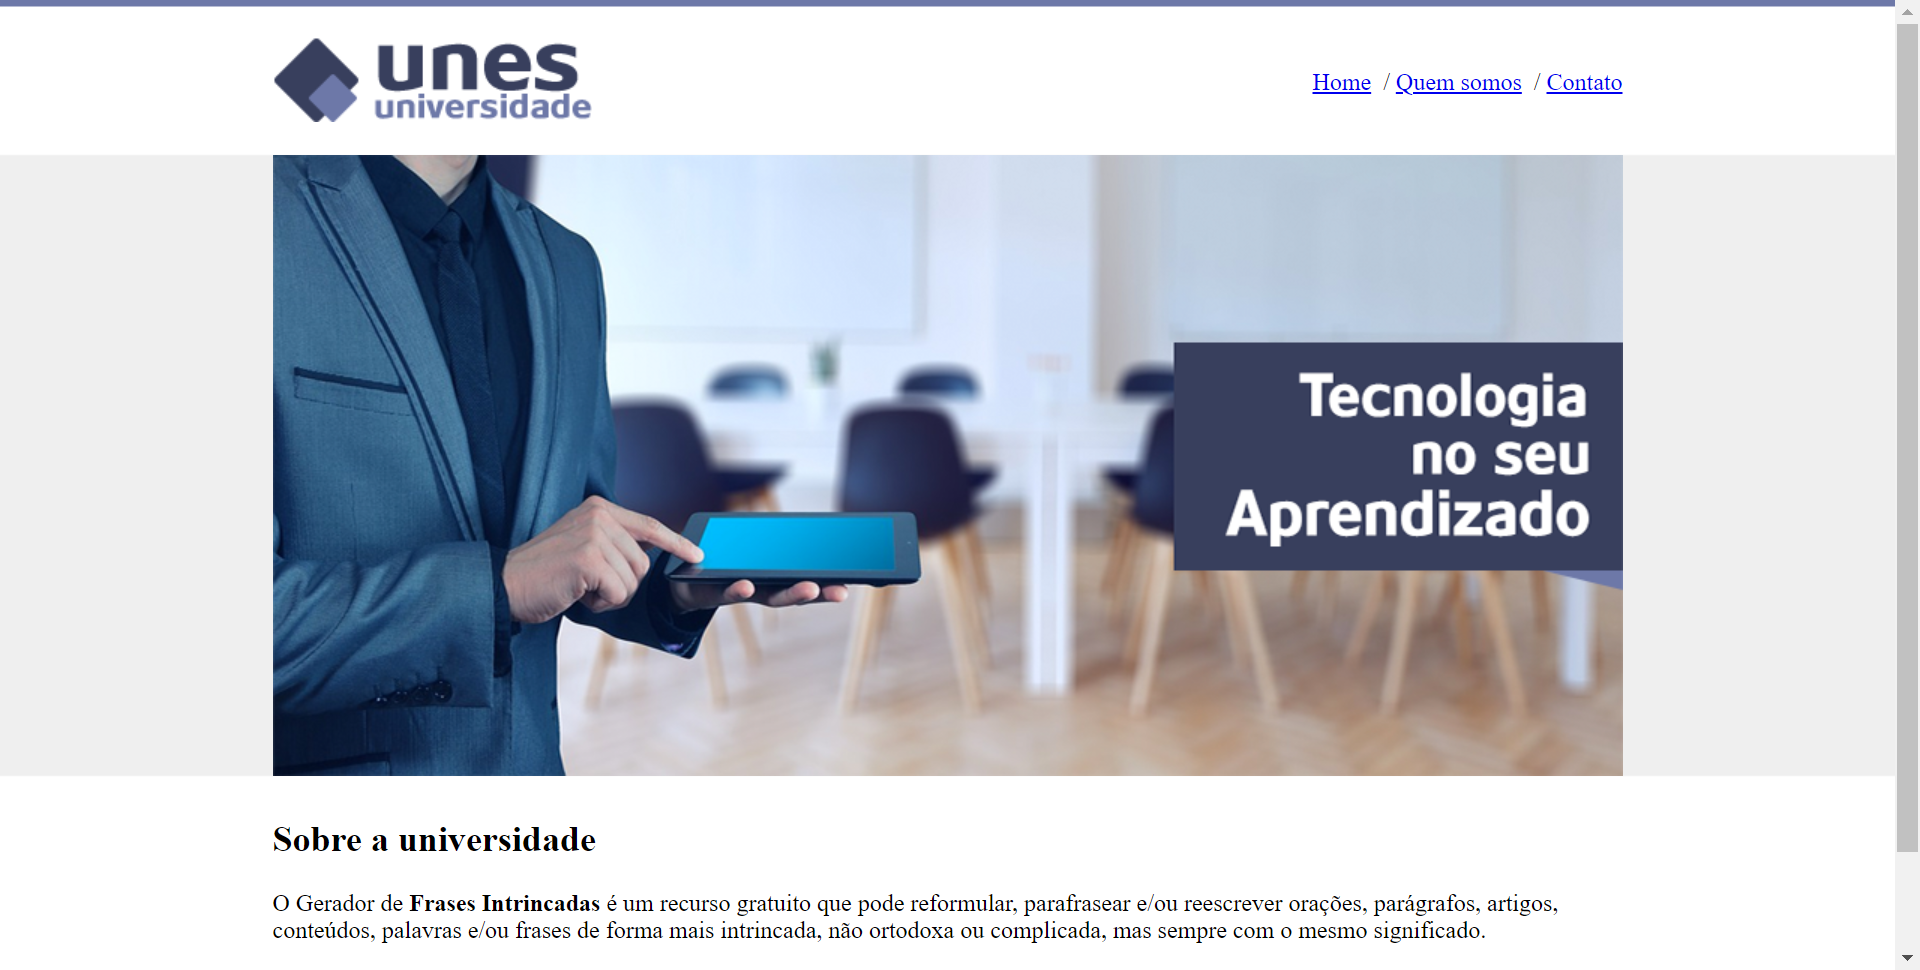 unes
universidade
Home / Quem somos / Contato
Tecnologia
no seu
Aprendizado
Sobre a universidade
O Gerador de Frases Intrincadas é um recurso gratuito que pode reformular, parafrasear e/ou reescrever orações, parágrafos, artigos,
conteúdos, palavras e/ou frases de forma mais intrincada, não ortodoxa ou complicada, mas sempre com o mesmo significado.